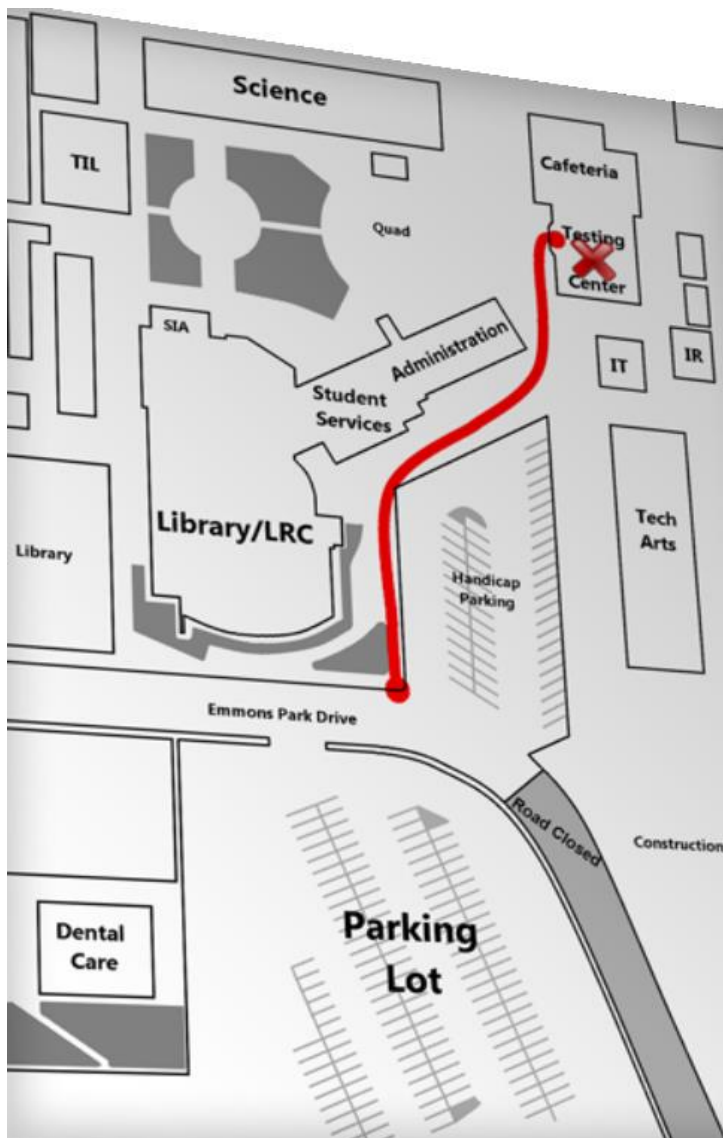 Science
TIL
Cafeteria
Quad
Testing
Center
SIA
Administration
Student
Services
IT
IR
Library/LRC
Tech
Arts
Library
Handicap
Parking
Emmons Park Drive
Road Closed
Construction
Dental
Care
Parking
Lot